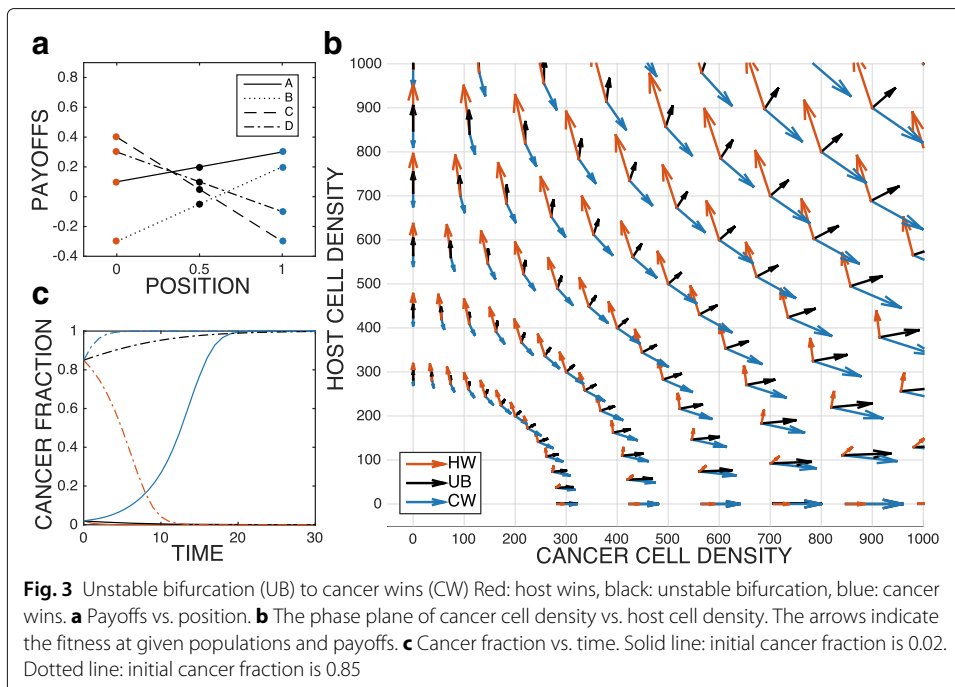 a
PAYOFFS
0.8
0.6
0.4
0.2
0
-0.2
-0.4
A
B
C
D
0
0.5
1
POSITION
b
HOST CELL DENSITY
1000
900
800
700
600
500
400
300
200
100
0
HW
UB
CW
0
100
200
300
400
500
600
700
800
900
1000
CANCER CELL DENSITY
c
CANCER FRACTION
1
0.8
0.6
0.4
0.2
0
0
10
20
30
TIME
Fig. 3 Unstable bifurcation (UB) to cancer wins (CW) Red: host wins, black: unstable bifurcation, blue: cancer
wins. a Payoffs vs. position. b The phase plane of cancer cell density vs. host cell density. The arrows indicate
the fitness at given populations and payoffs. c Cancer fraction vs. time. Solid line: initial cancer fraction is 0.02.
Dotted line: initial cancer fraction is 0.85